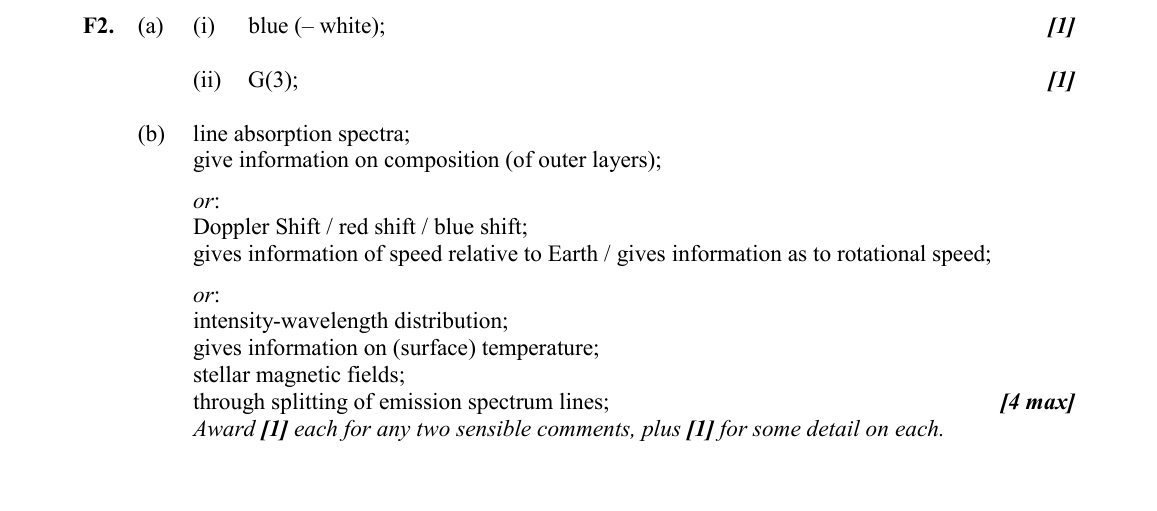 F2. (a) (i) blue (– white); [1]
(ii) G(3); [1]
(b) line absorption spectra;
give information on composition (of outer layers);
or:
Doppler Shift / red shift / blue shift;
gives information of speed relative to Earth / gives information as to rotational speed;
or:
intensity-wavelength distribution;
gives information on (surface) temperature;
stellar magnetic fields;
through splitting of emission spectrum lines; [4 max]
Award [1] each for any two sensible comments, plus [1] for some detail on each.